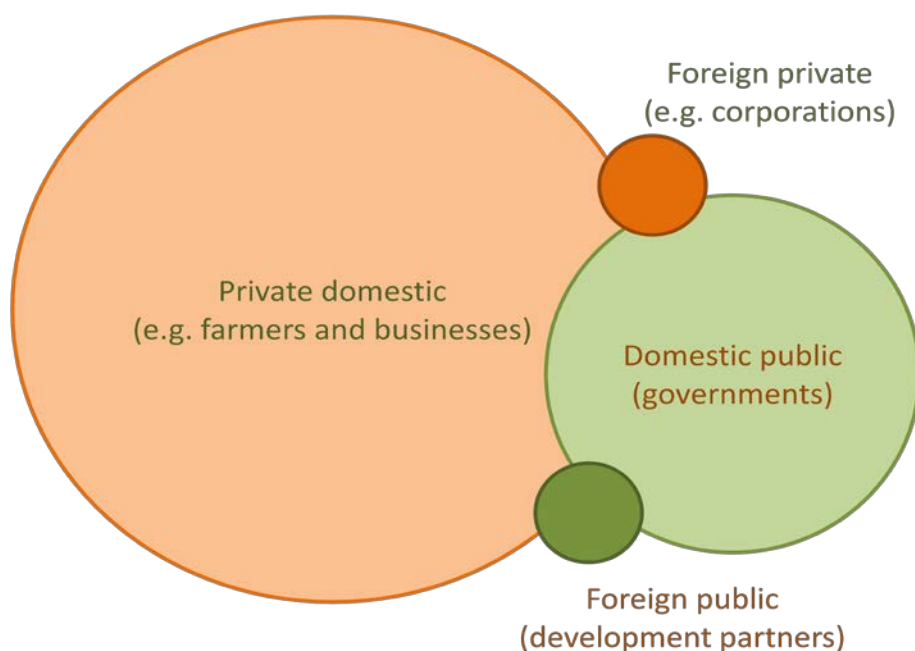 Foreign private
(e.g. corporations)
Private domestic
(e.g. farmers and businesses)
Domestic public
(governments)
Foreign public
(development partners)